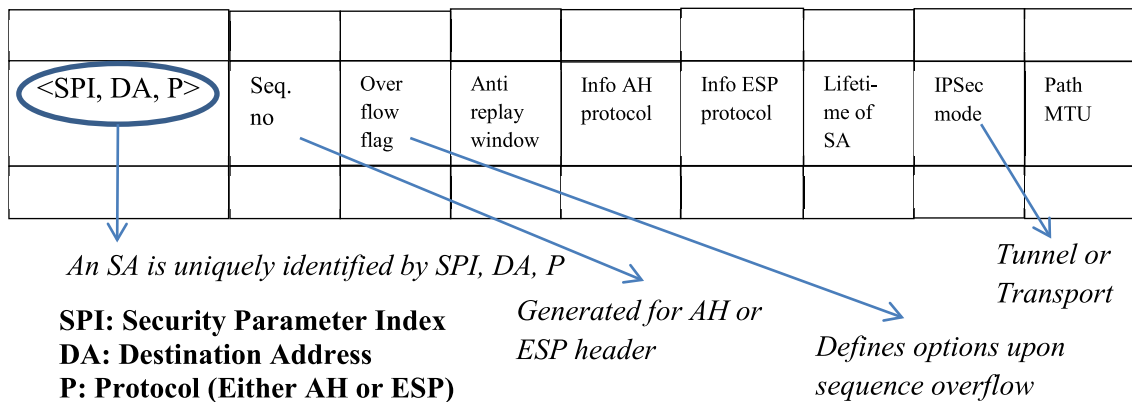 <SPI, DA, P>
Seq.
no
Over
flow
flag
Anti
replay
window
Info AH
protocol
Info ESP
protocol
Lifeti-
me of
SA
IPSec
mode
Path
MTU
An SA is uniquely identified by SPI, DA, P
SPI: Security Parameter Index
DA: Destination Address
P: Protocol (Either AH or ESP)
Generated for AH or
ESP header
Defines options upon
sequence overflow
Tunnel or
Transport